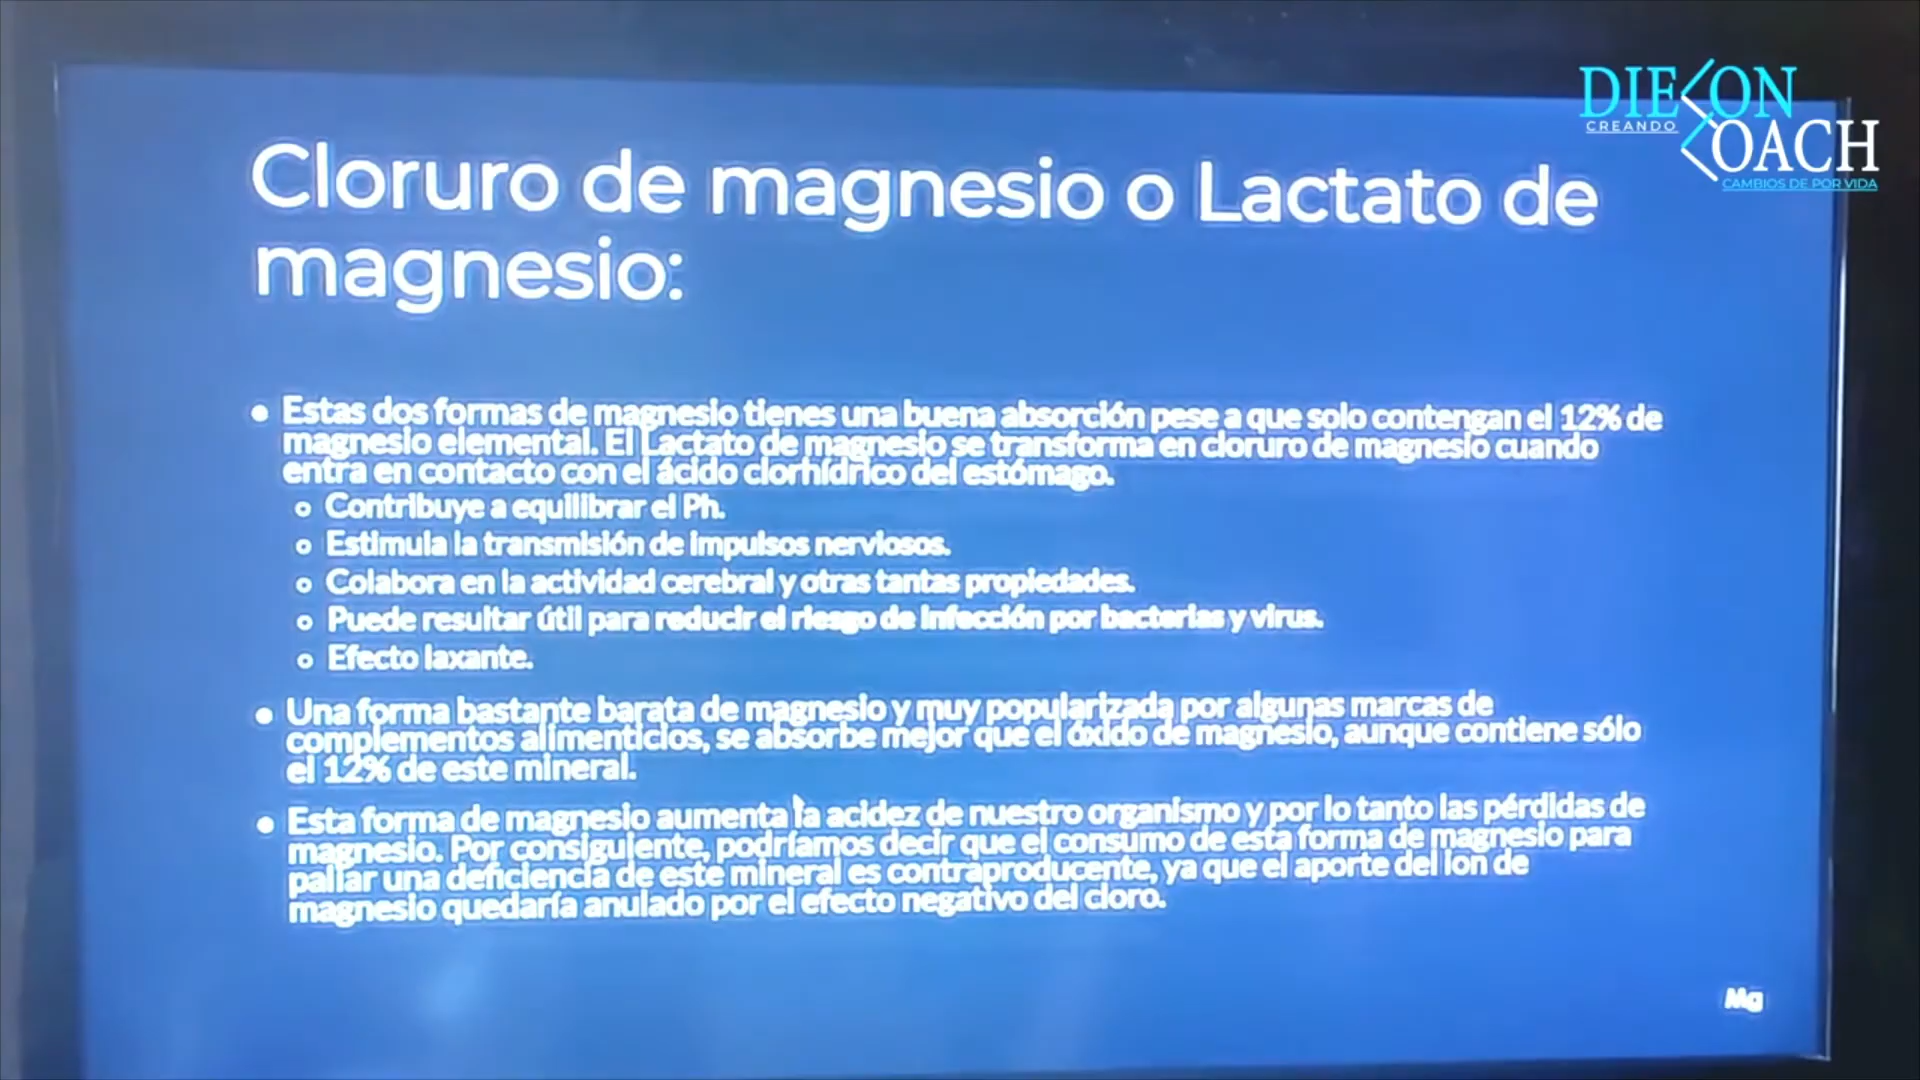 DIE<ON
CREANDO
COACH
CAMBIOS DE POR VIDA
Cloruro de magnesio o Lactato de
magnesio:
Estas dos formas de magnesio tienes una buena absorción pese a que solo contengan el 12% de
magnesio elemental. El Lactato de magnesio se transforma en cloruro de magnesio cuando
entra en contacto con el ácido clorhídrico del estómago.
Contribuye a equilibrar el Ph.
Estimula la transmisión de impulsos nerviosos.
Colabora en la actividad cerebral y otras tantas propiedades.
Puede resultar útil para reducir el riesgo de infección por bacterias y virus.
Efecto laxante.
Una forma bastante barata de magnesio y muy popularizada por algunas marcas de
complementos alimenticios, se absorbe mejor que el óxido de magnesio, aunque contiene sólo
el 12% de este mineral.
Esta forma de magnesio aumenta la acidez de nuestro organismo y por lo tanto las pérdidas de
magnesio. Por consiguiente, podríamos decir que el consumo de esta forma de magnesio para
paliar una deficiencia de este mineral es contraproducente, ya que el aporte del ion de
magnesio quedaría anulado por el efecto negativo del cloro.
Mg